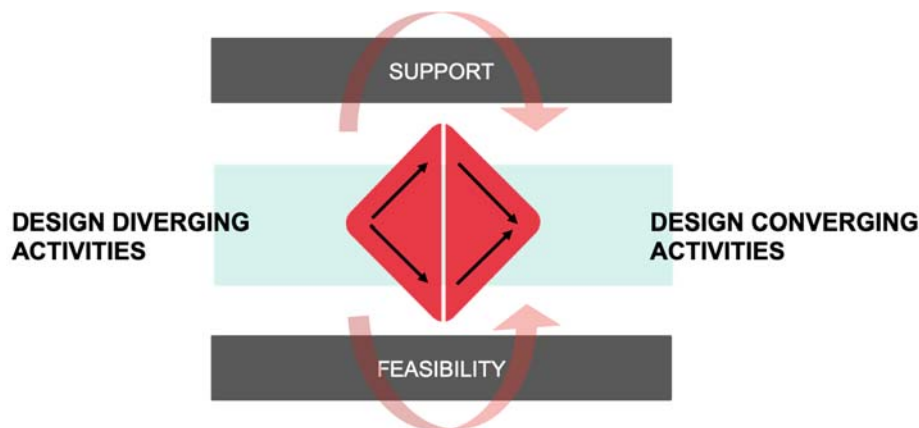 SUPPORT
DESIGN DIVERGING
ACTIVITIES
DESIGN CONVERGING
ACTIVITIES
FEASIBILITY